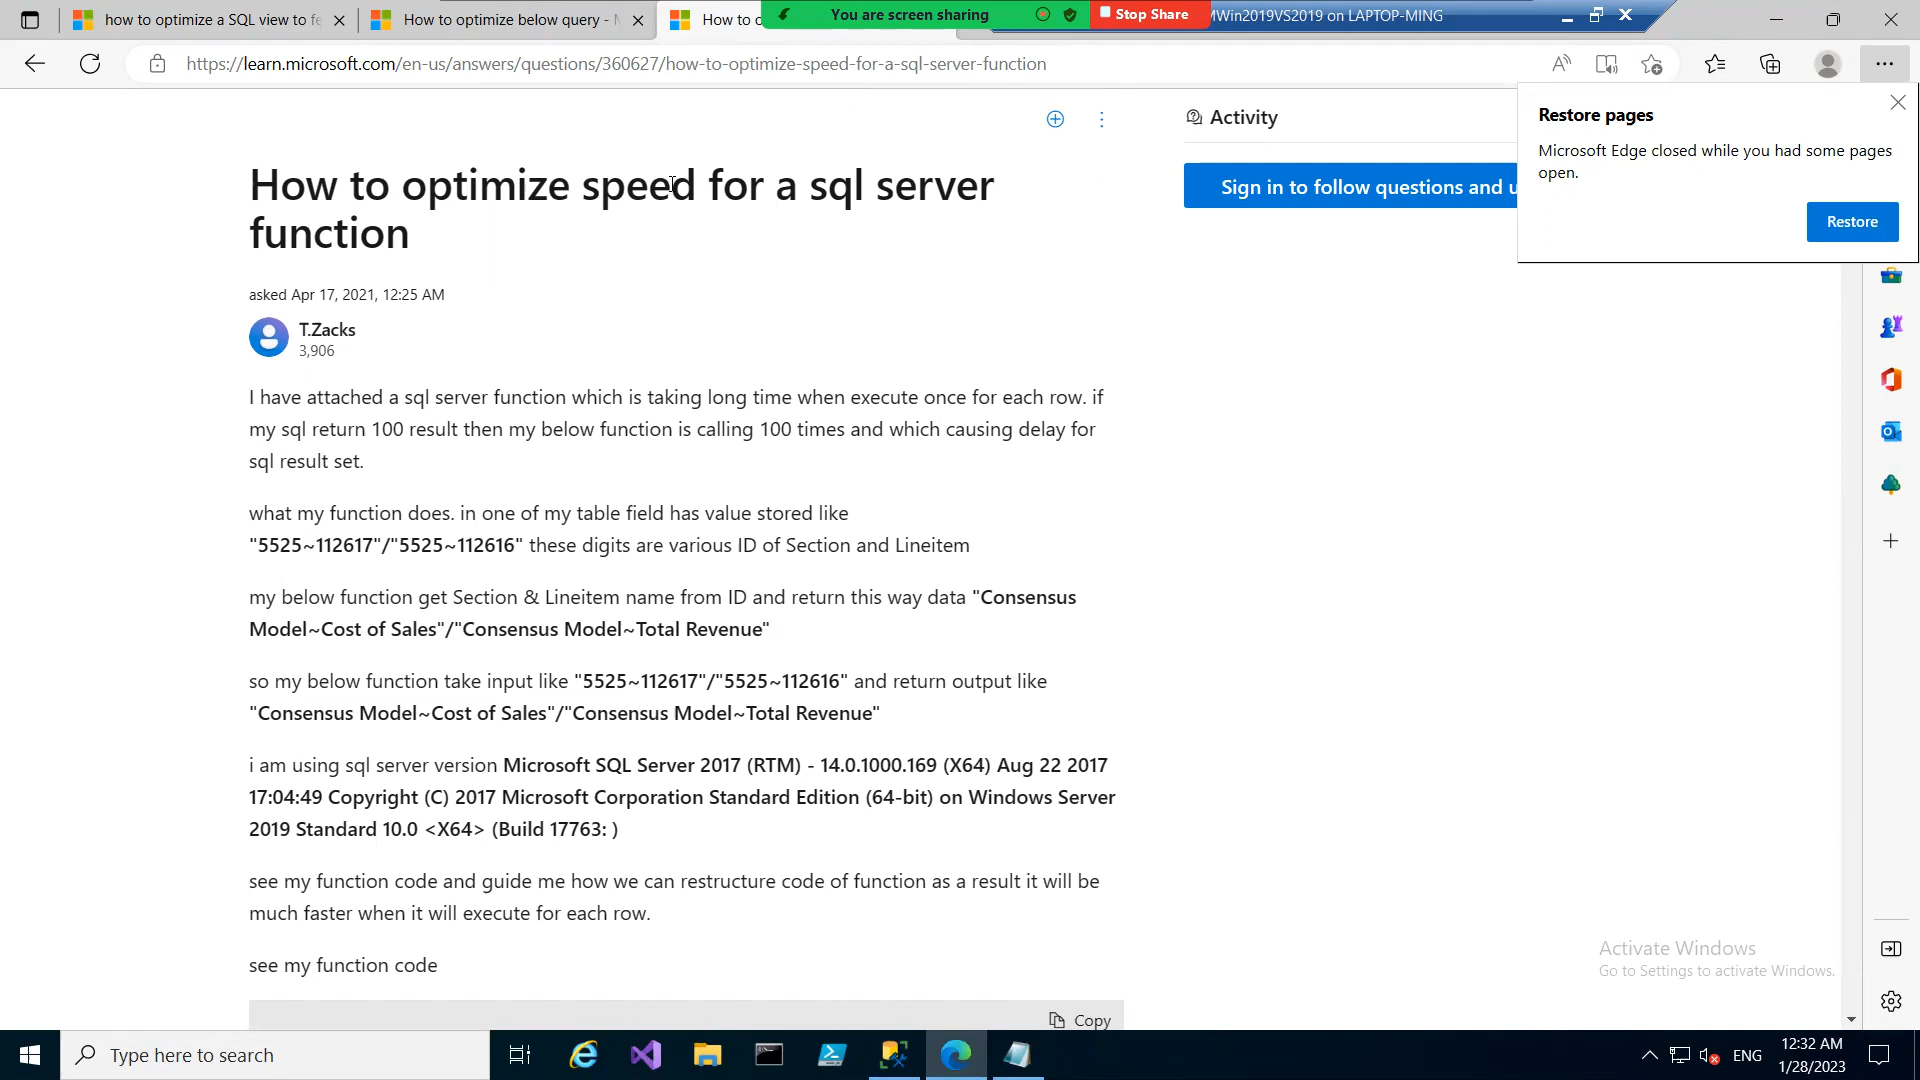 how to optimize a SQL view to fe
How to optimize below query - M
How to o
You are screen sharing
Stop Share
MWin2019VS2019 on LAPTOP-MING
https://learn.microsoft.com/en-us/answers/questions/360627/how-to-optimize-speed-for-a-sql-server-function
Restore pages
Microsoft Edge closed while you had some pages
open.
Restore
Activity
Sign in to follow questions and u
How to optimize speed for a sql server
function
asked Apr 17, 2021, 12:25 AM
T.Zacks
3,906
I have attached a sql server function which is taking long time when execute once for each row. if
my sql return 100 result then my below function is calling 100 times and which causing delay for
sql result set.
what my function does. in one of my table field has value stored like
"5525~112617"/"5525~112616" these digits are various ID of Section and Lineitem
my below function get Section & Lineitem name from ID and return this way data "Consensus
Model~Cost of Sales"/"Consensus Model~Total Revenue"
so my below function take input like "5525~112617"/"5525~112616" and return output like
"Consensus Model~Cost of Sales"/"Consensus Model~Total Revenue"
i am using sql server version Microsoft SQL Server 2017 (RTM) - 14.0.1000.169 (X64) Aug 22 2017
17:04:49 Copyright (C) 2017 Microsoft Corporation Standard Edition (64-bit) on Windows Server
2019 Standard 10.0 <X64> (Build 17763: )
see my function code and guide me how we can restructure code of function as a result it will be
much faster when it will execute for each row.
see my function code
Copy
Activate Windows
Go to Settings to activate Windows.
Type here to search
ENG
12:32 AM
1/28/2023